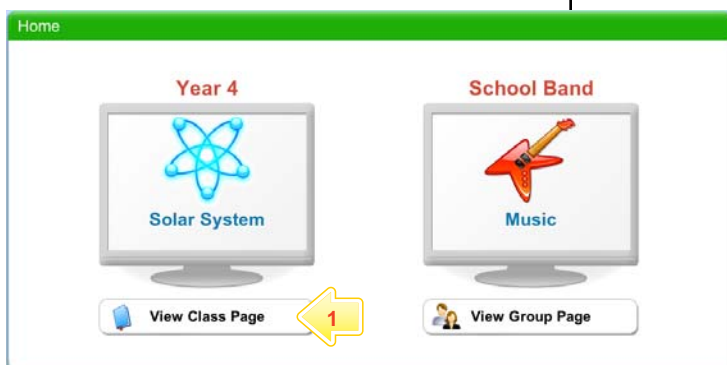 Home
Year 4
School Band
Solar System
Music
View Class Page
1
View Group Page